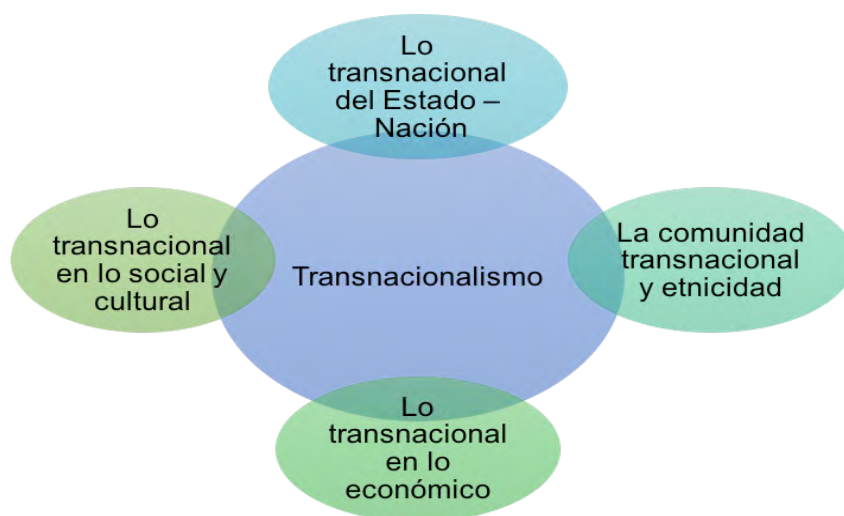 Lo
transnacional
del Estado –
Nación
Lo
transnacional
en lo social y
cultural
Transnacionalismo
La comunidad
transnacional
y etnicidad
Lo
transnacional
en lo
económico